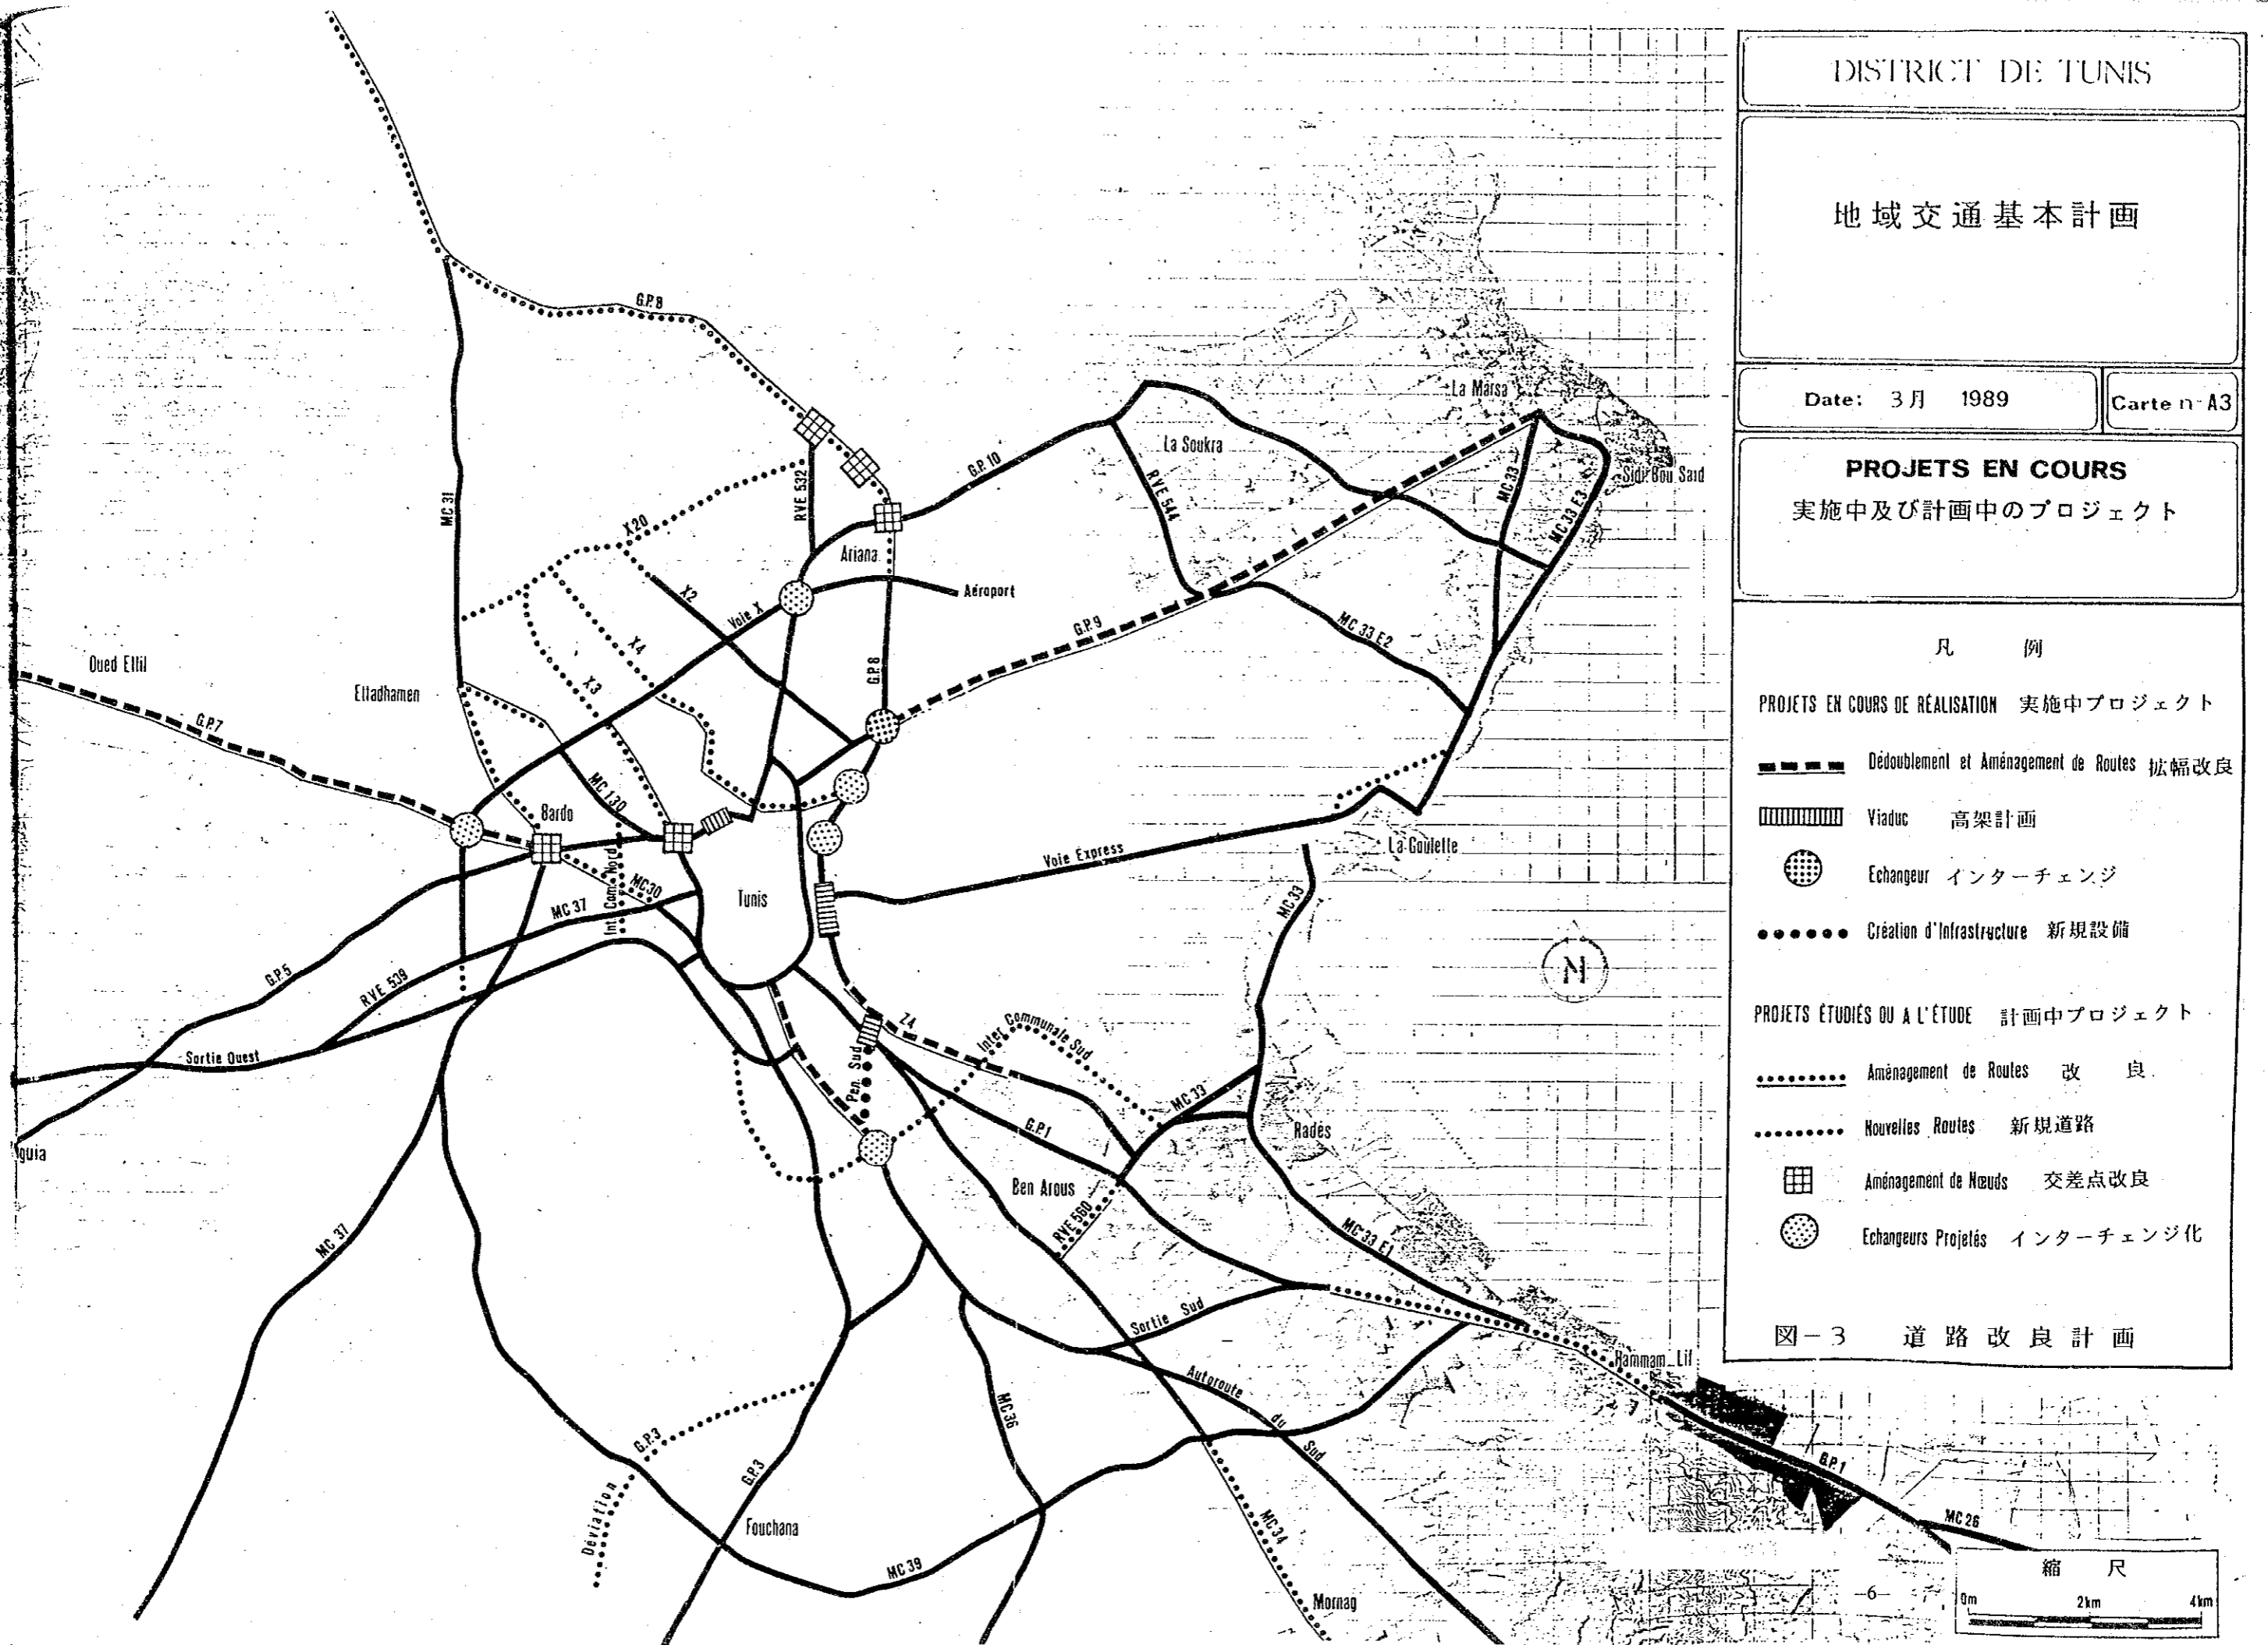 DISTRICT DE TUNIS
地域交通基本計画
Date: 3月 1989
Carte n A3
PROJETS EN COURS
実施中及び計画中のプロジェクト
凡 例
PROJETS EN COURS DE RÉALISATION 実施中プロジェクト
Dédoublement et Aménagement de Routes 拡幅改良
Viaduc 高架計画
Echangeur インターチェンジ
Création d'Infrastructure 新規設備
PROJETS ÉTUDIÉS OU A L'ÉTUDE 計画中プロジェクト
Aménagement de Routes 改 良
Nouvelles Routes 新規道路
Aménagement de Nœuds 交差点改良
Echangeurs Projetés インターチェンジ化
図-3 道路改良計画
縮 尺
0m 2km 4km
-6-
G.P.8
MC 31
RVE 532
G.P. 10
La Soukra
La Marsa
RVE 544
MC 33
MC 33 E3
Sidi Bou Said
X20
Ariana
Aéroport
X2
Voie X
X4
X3
G.P.8
G.P.9
MC 33 E2
Oued Ellil
Ettadhamen
G.P.7
MC 130
Bardo
Int. Com. Nord
MC30
MC 37
Tunis
Voie Express
La Goulette
MC33
G.P.5
RVE 539
Sortie Ouest
guia
Z4
Inter Communale Sud
Pén. Sud
MC 33
G.P.1
Radès
Ben Arous
RVE 560
MC 33 E1
MC 37
Sortie Sud
Hammam Lif
Autoroute du Sud
MC36
G.P.3
Déviation
G.P.3
Fouchana
MC 39
MC34
Mornag
G.P.1
MC 26
N